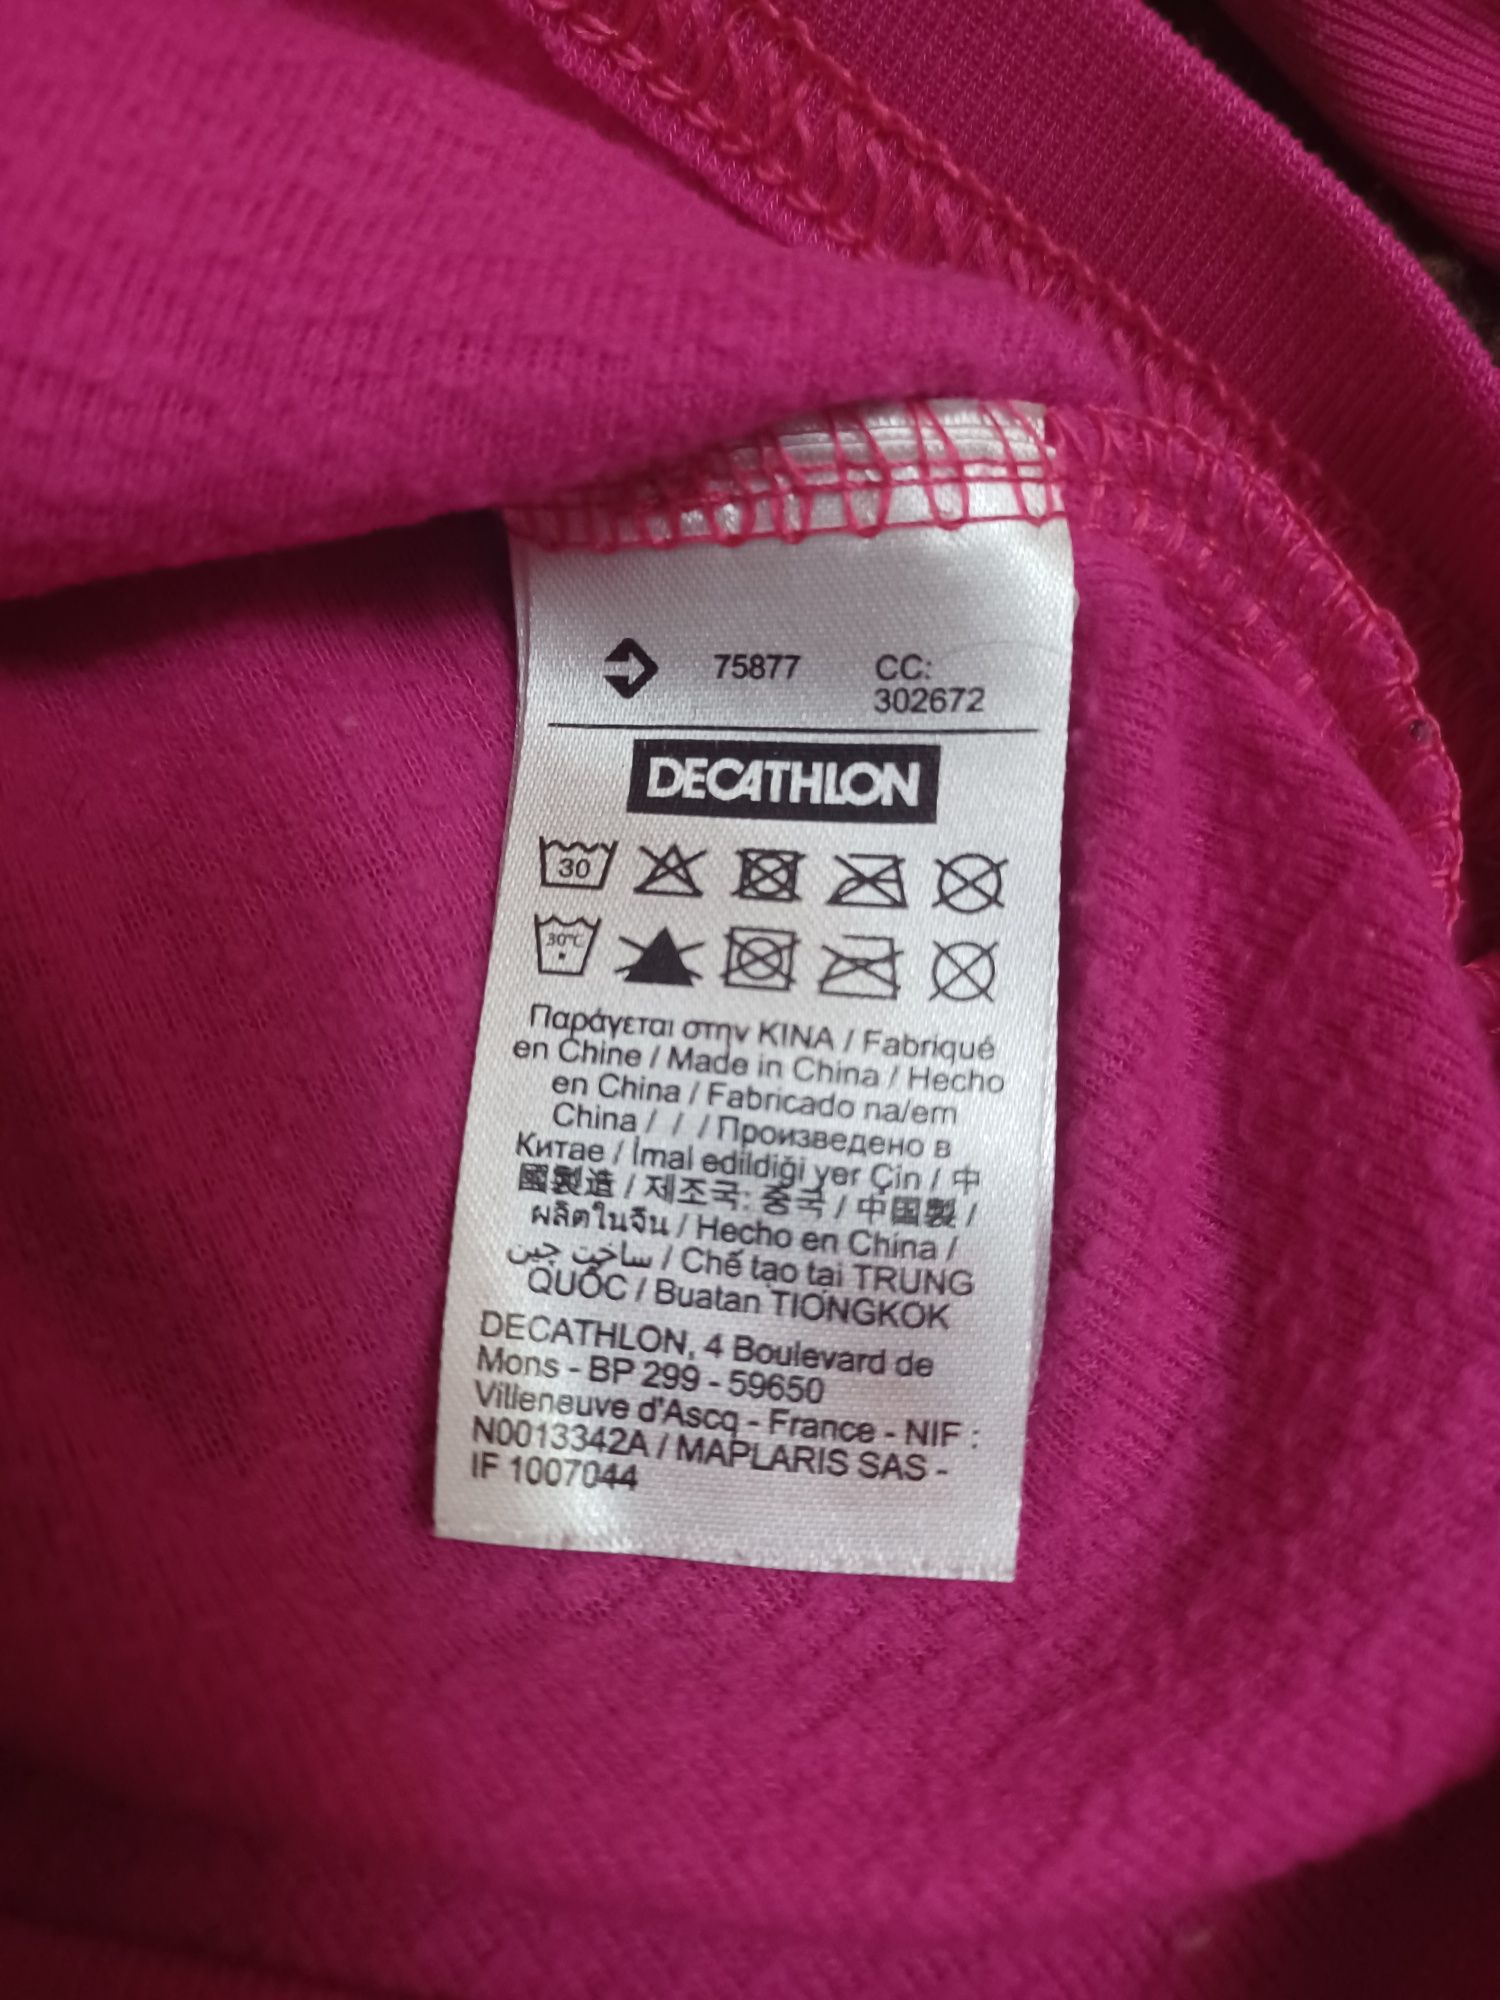 75877 CC:
302672
DECATHLON
30
30°C
Παράγεται στην ΚΙΝΑ / Fabriqué
en Chine / Made in China / Hecho
en China / Fabricado na/em
China / / / Произведено в
Китае / İmal edildiği yer Çin / 中
國製造 / 제조국: 중국 / 中国製 /
ผลิตในจีน / Hecho en China /
ساخت چین / Chế tạo tại TRUNG
QUỐC / Buatan TIONGKOK
DECATHLON, 4 Boulevard de
Mons - BP 299 - 59650
Villeneuve d'Ascq - France - NIF :
N0013342A / MAPLARIS SAS -
IF 1007044